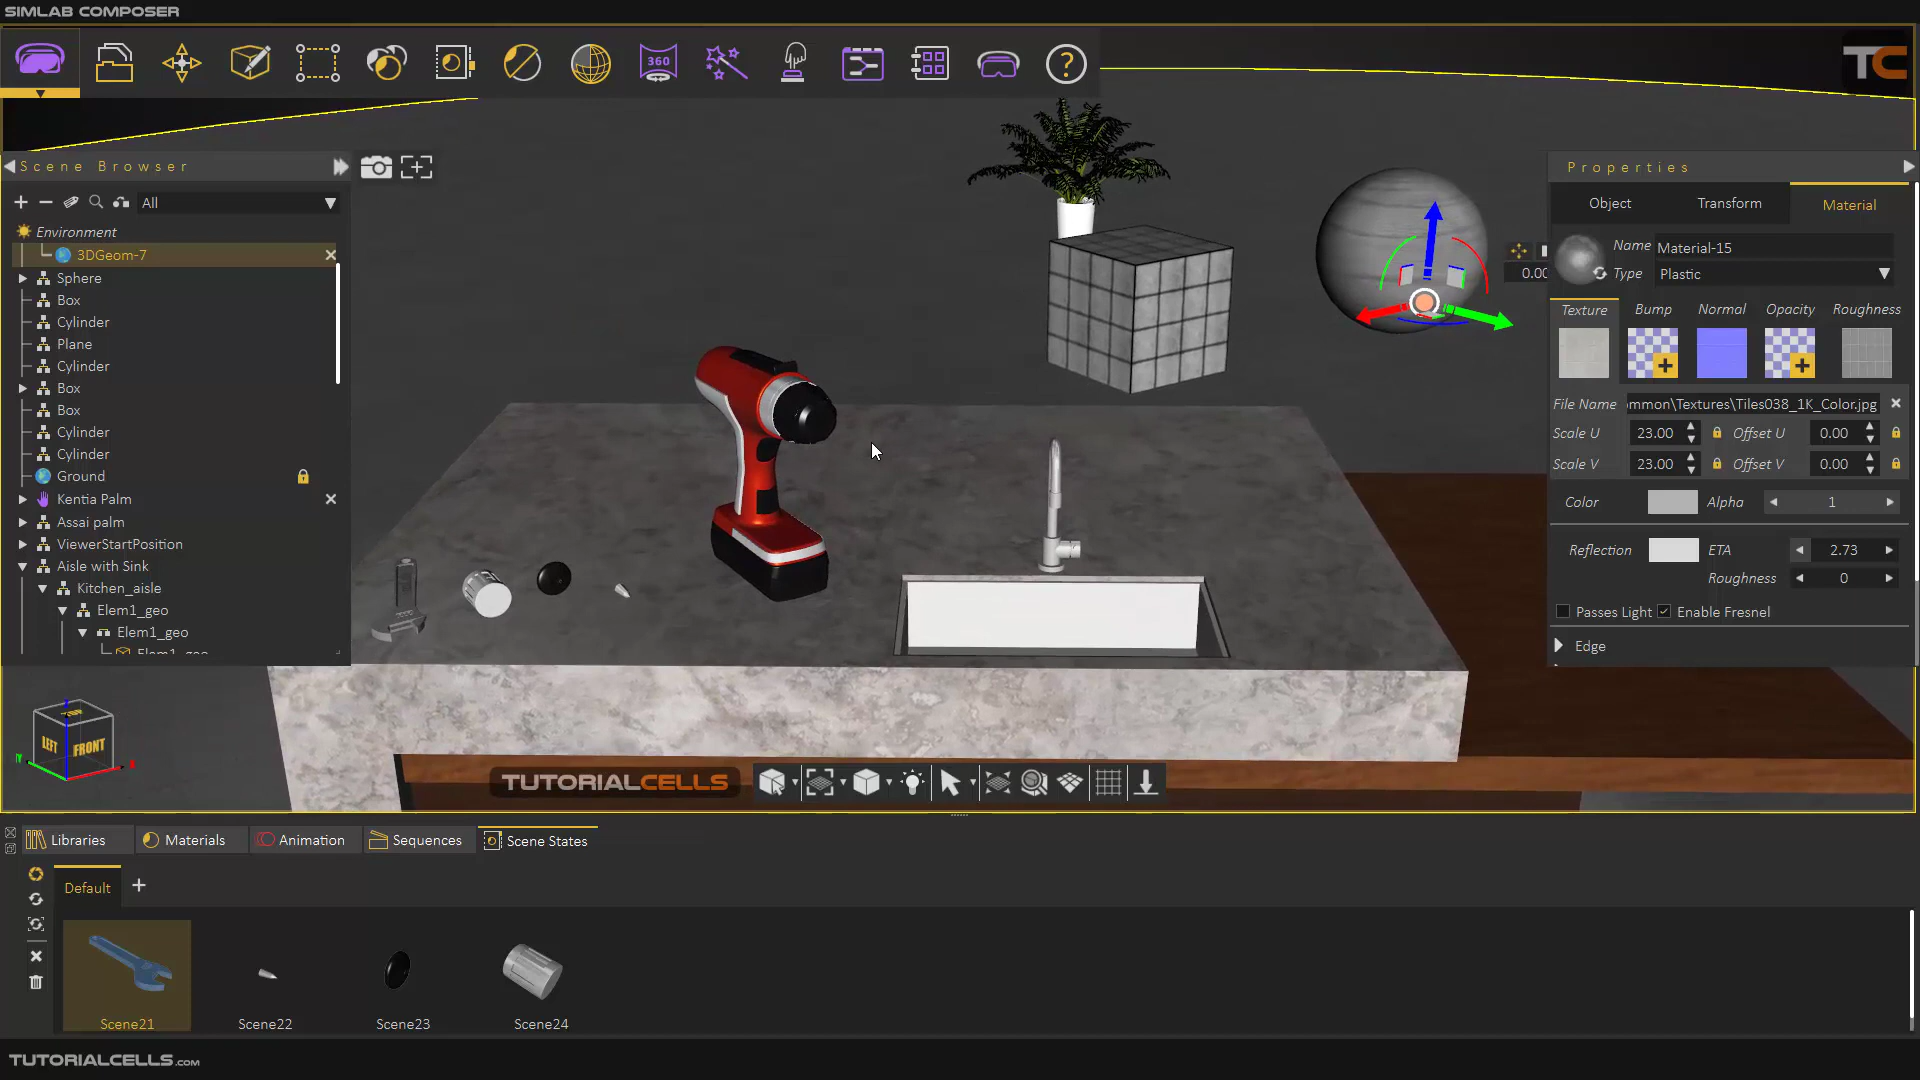 SIMLAB COMPOSER
360
?
TC
Scene Browser
All
Environment
3DGeom-7
Sphere
Box
Cylinder
Plane
Cylinder
Box
Box
Cylinder
Cylinder
Ground
Kentia Palm
Assai palm
ViewerStartPosition
Aisle with Sink
Kitchen_aisle
Elem1_geo
Elem1_geo
Elem1_geo
0.00
Properties
Object Transform Material
Name Material-15
Type Plastic
Texture Bump Normal Opacity Roughness
File Name mmon\Textures\Tiles038_1K_Color.jpg
Scale U 23.00 Offset U 0.00
Scale V 23.00 Offset V 0.00
Color Alpha 1
Reflection ETA 2.73
Roughness 0
Passes Light Enable Fresnel
Edge
TOP
LEFT FRONT
TUTORIALCELLS
Libraries Materials Animation Sequences Scene States
Default
Scene21 Scene22 Scene23 Scene24
TUTORIALCELLS.com